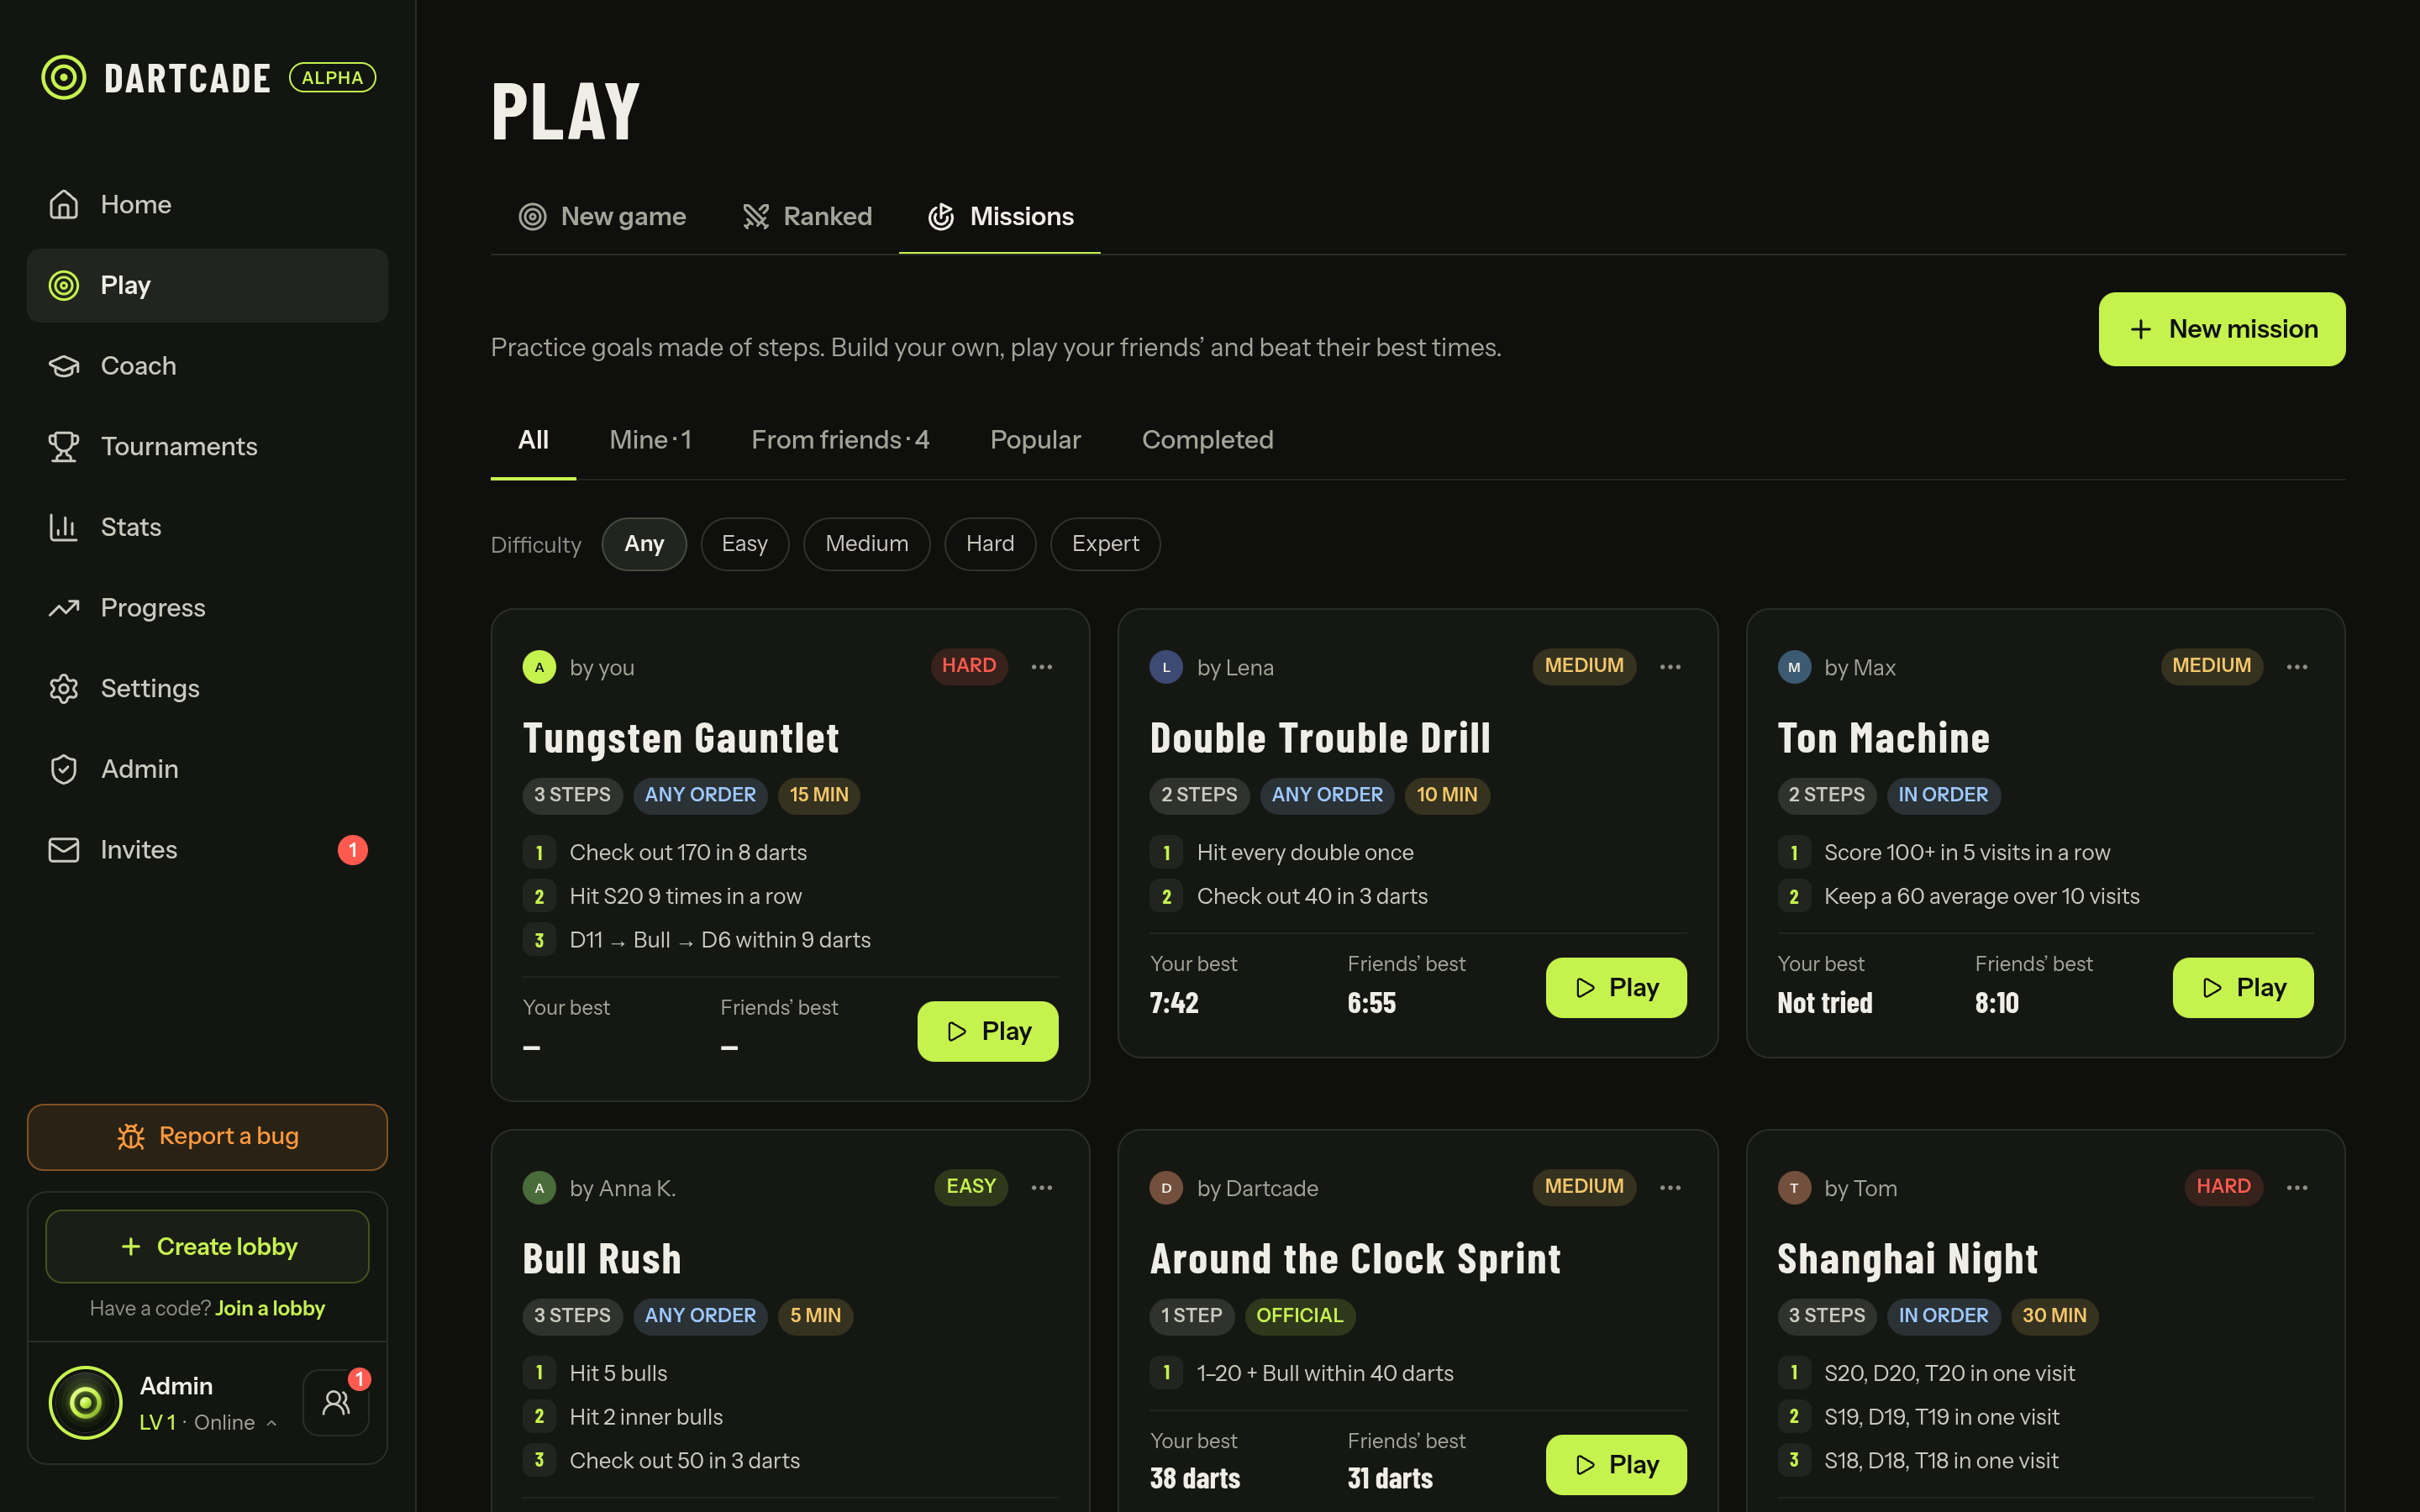 DARTCADE ALPHA
Home
Play
Coach
Tournaments
Stats
Progress
Settings
Admin
Invites 1
Report a bug
Create lobby
Have a code? Join a lobby
Admin
LV 1 · Online
1
PLAY
New game Ranked Missions
Practice goals made of steps. Build your own, play your friends’ and beat their best times.
New mission
All Mine · 1 From friends · 4 Popular Completed
Difficulty Any Easy Medium Hard Expert
A by you HARD
Tungsten Gauntlet
3 STEPS ANY ORDER 15 MIN
1 Check out 170 in 8 darts
2 Hit S20 9 times in a row
3 D11 → Bull → D6 within 9 darts
Your best Friends’ best
– –
Play
L by Lena MEDIUM
Double Trouble Drill
2 STEPS ANY ORDER 10 MIN
1 Hit every double once
2 Check out 40 in 3 darts
Your best Friends’ best
7:42 6:55
Play
M by Max MEDIUM
Ton Machine
2 STEPS IN ORDER
1 Score 100+ in 5 visits in a row
2 Keep a 60 average over 10 visits
Your best Friends’ best
Not tried 8:10
Play
A by Anna K. EASY
Bull Rush
3 STEPS ANY ORDER 5 MIN
1 Hit 5 bulls
2 Hit 2 inner bulls
3 Check out 50 in 3 darts
D by Dartcade MEDIUM
Around the Clock Sprint
1 STEP OFFICIAL
1 1–20 + Bull within 40 darts
Your best Friends’ best
38 darts 31 darts
Play
T by Tom HARD
Shanghai Night
3 STEPS IN ORDER 30 MIN
1 S20, D20, T20 in one visit
2 S19, D19, T19 in one visit
3 S18, D18, T18 in one visit